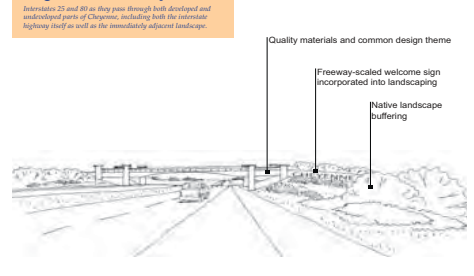 Interstates 25 and 80 as they pass through both developed and
undeveloped parts of Cheyenne, including both the interstate
highway itself as well as the immediately adjacent landscape.
Quality materials and common design theme
Freeway-scaled welcome sign
incorporated into landscaping
Native landscape
buffering
CHEYENNE